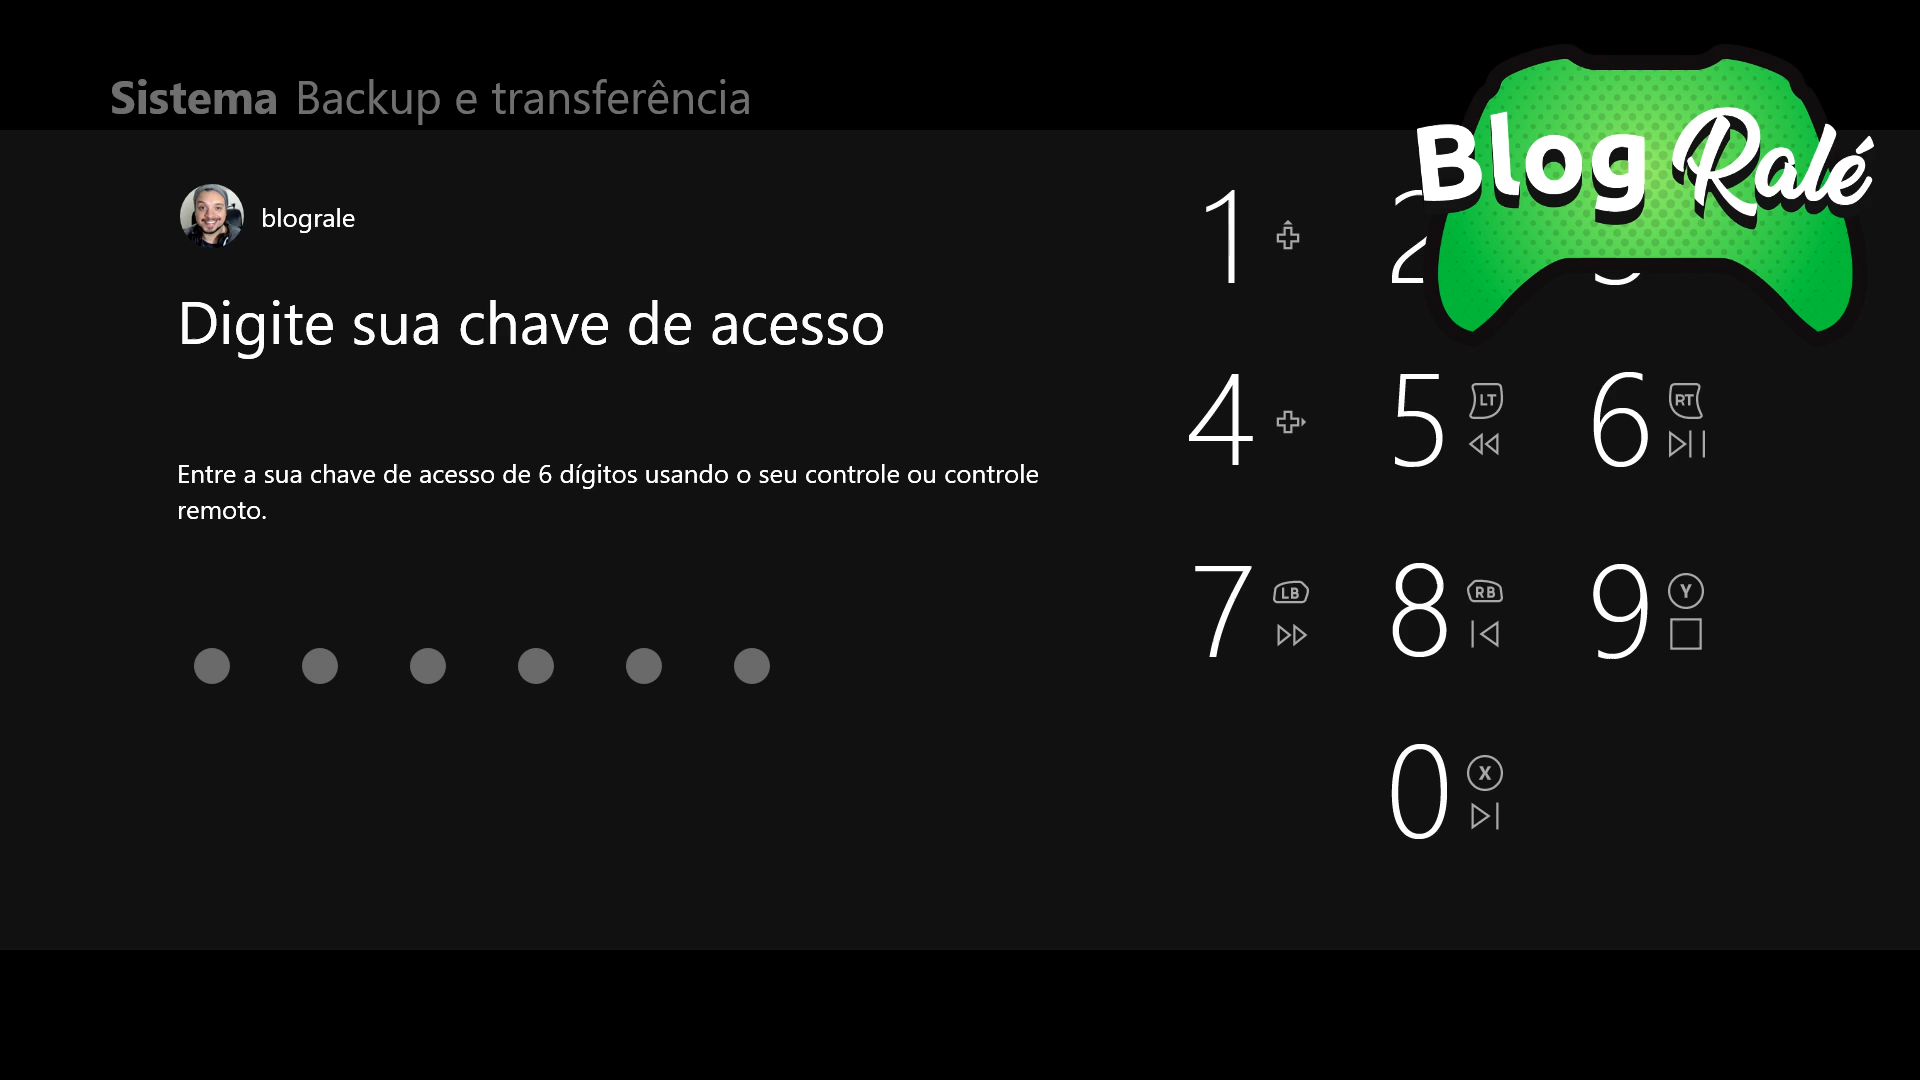 Sistema Backup e transferência
Blog Ralé
blograle
Digite sua chave de acesso
Entre a sua chave de acesso de 6 dígitos usando o seu controle ou controle
remoto.
1 2
4 5 LT 6 RT
7 LB 8 RB 9 Y
0 X